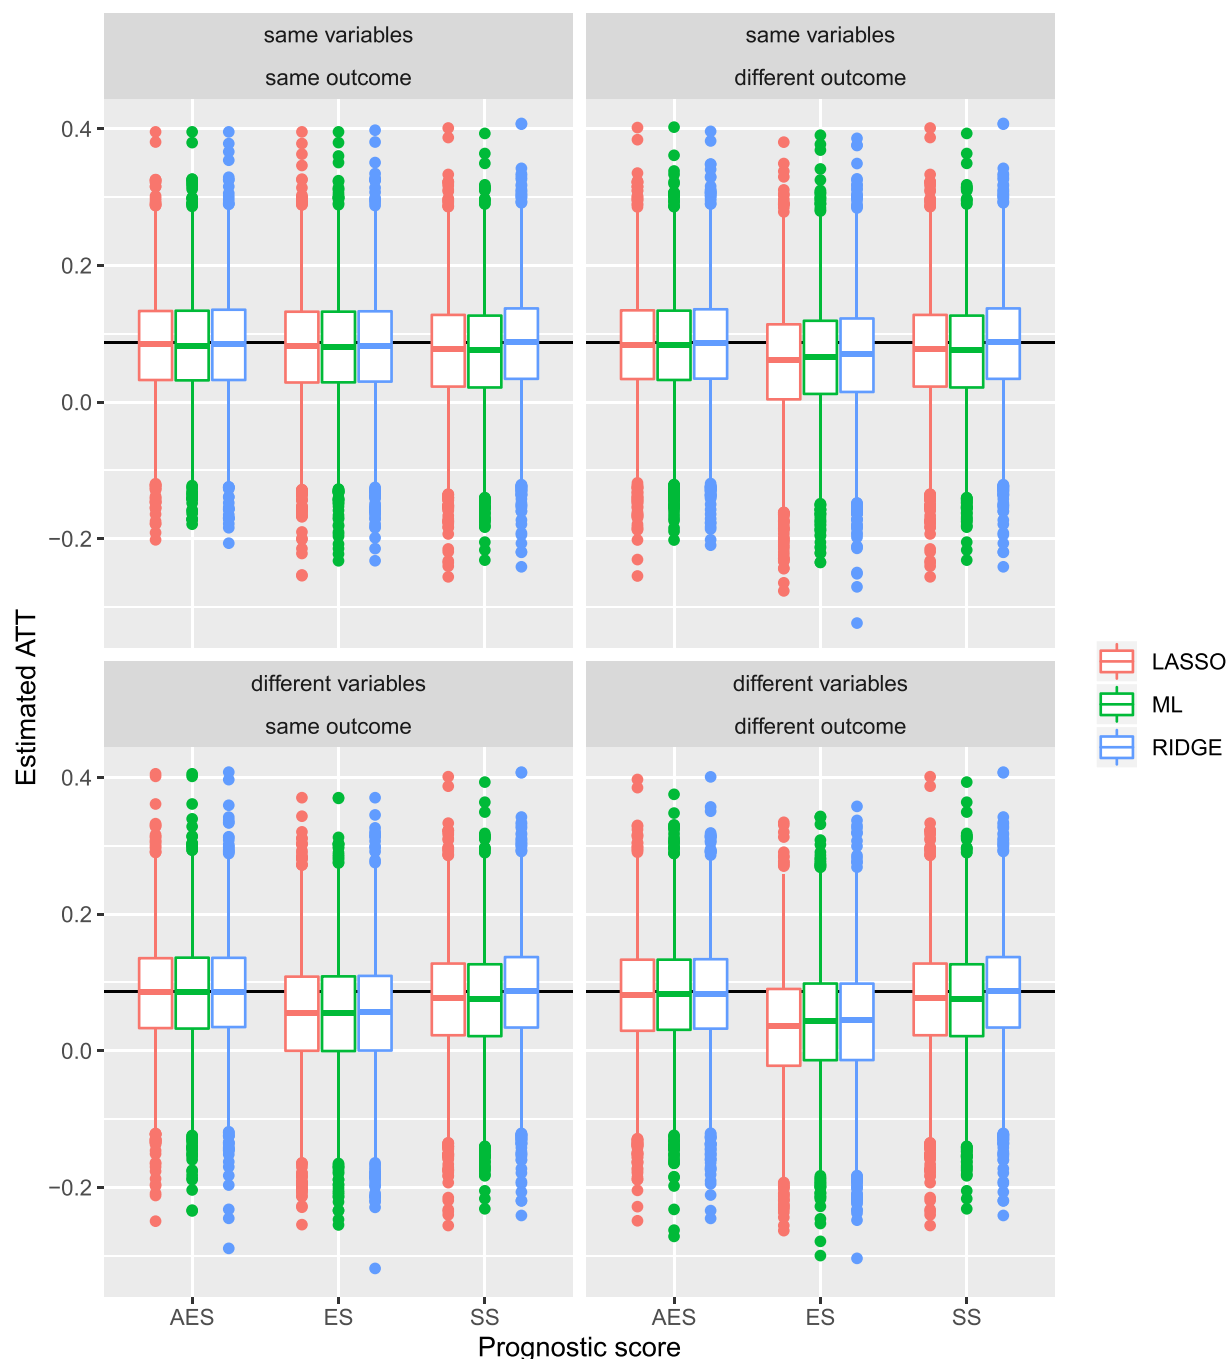 same variables
same outcome
same variables
different outcome
0.4
0.2
0.0
−0.2
different variables
same outcome
different variables
different outcome
0.4
0.2
0.0
−0.2
Estimated ATT
AES
ES
SS
AES
ES
SS
Prognostic score
LASSO
ML
RIDGE